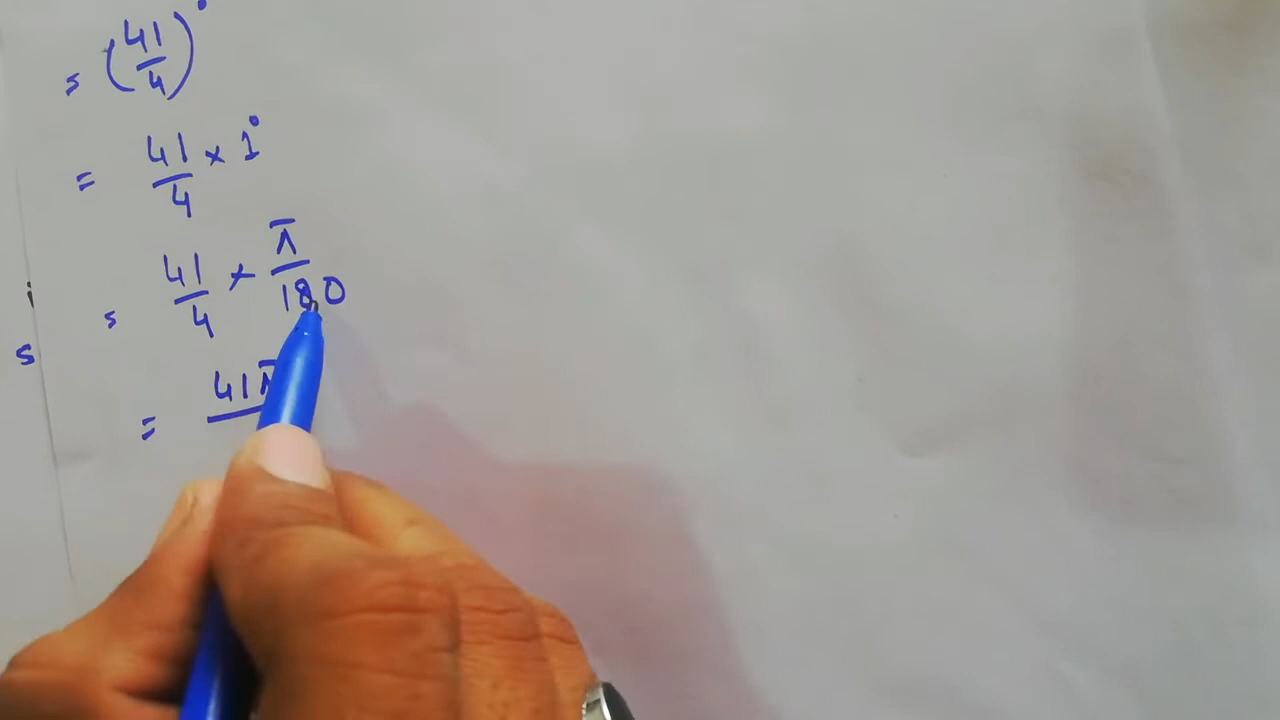 = (41/4)°
= 41/4 × 1°
= 41/4 × π/180
= 41π